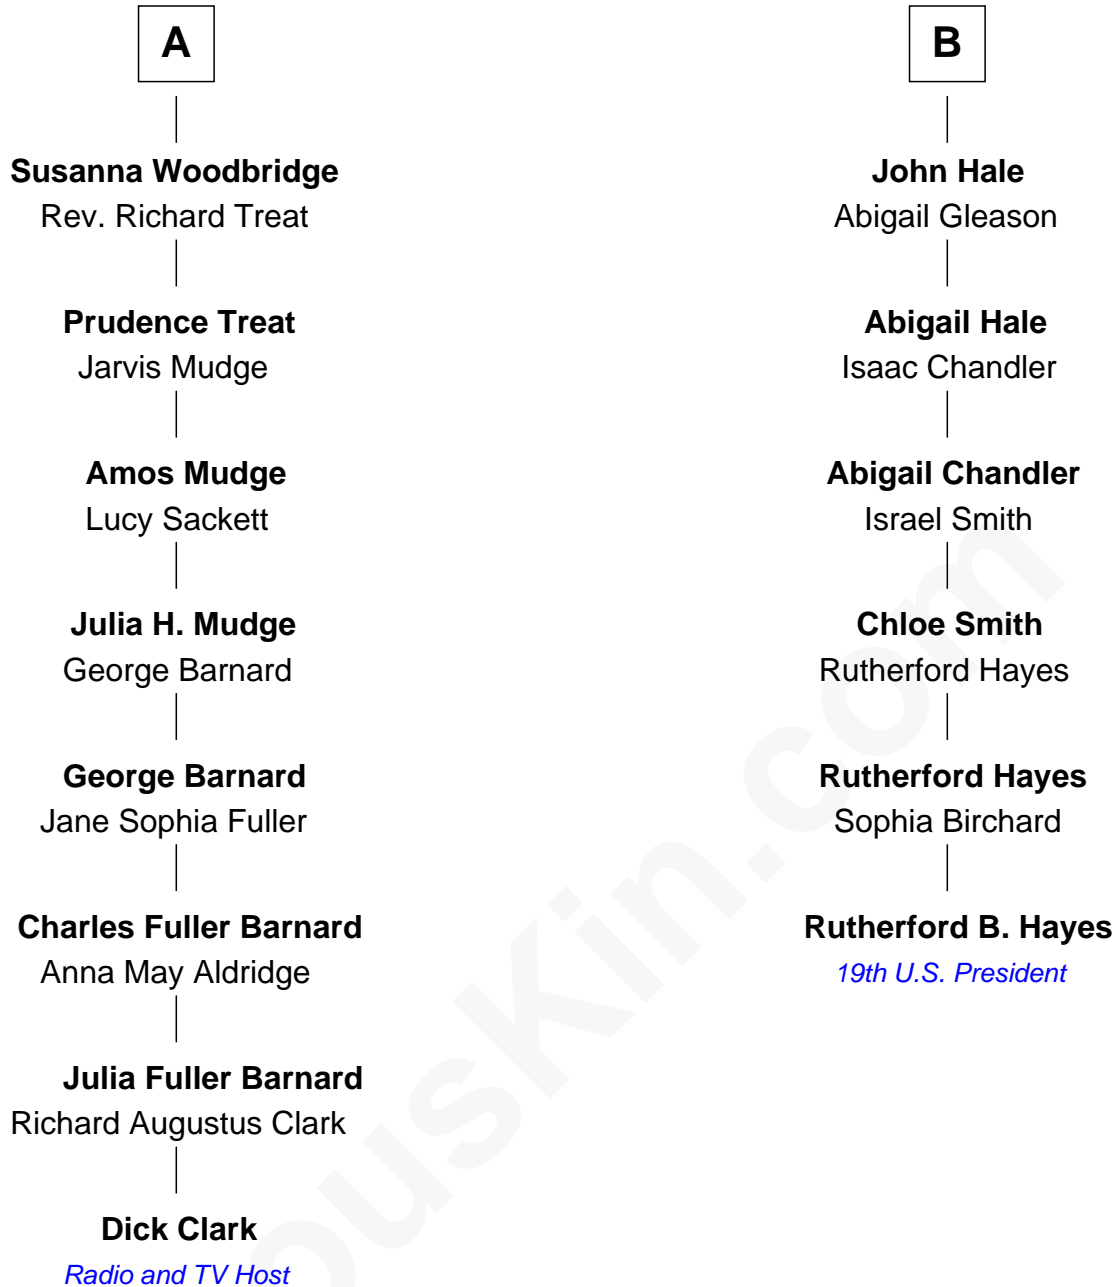 A
Susanna Woodbridge
Rev. Richard Treat
Prudence Treat
Jarvis Mudge
Amos Mudge
Lucy Sackett
Julia H. Mudge
George Barnard
George Barnard
Jane Sophia Fuller
Charles Fuller Barnard
Anna May Aldridge
Julia Fuller Barnard
Richard Augustus Clark
Dick Clark
Radio and TV Host
B
John Hale
Abigail Gleason
Abigail Hale
Isaac Chandler
Abigail Chandler
Israel Smith
Chloe Smith
Rutherford Hayes
Rutherford Hayes
Sophia Birchard
Rutherford B. Hayes
19th U.S. President
ousKin.com